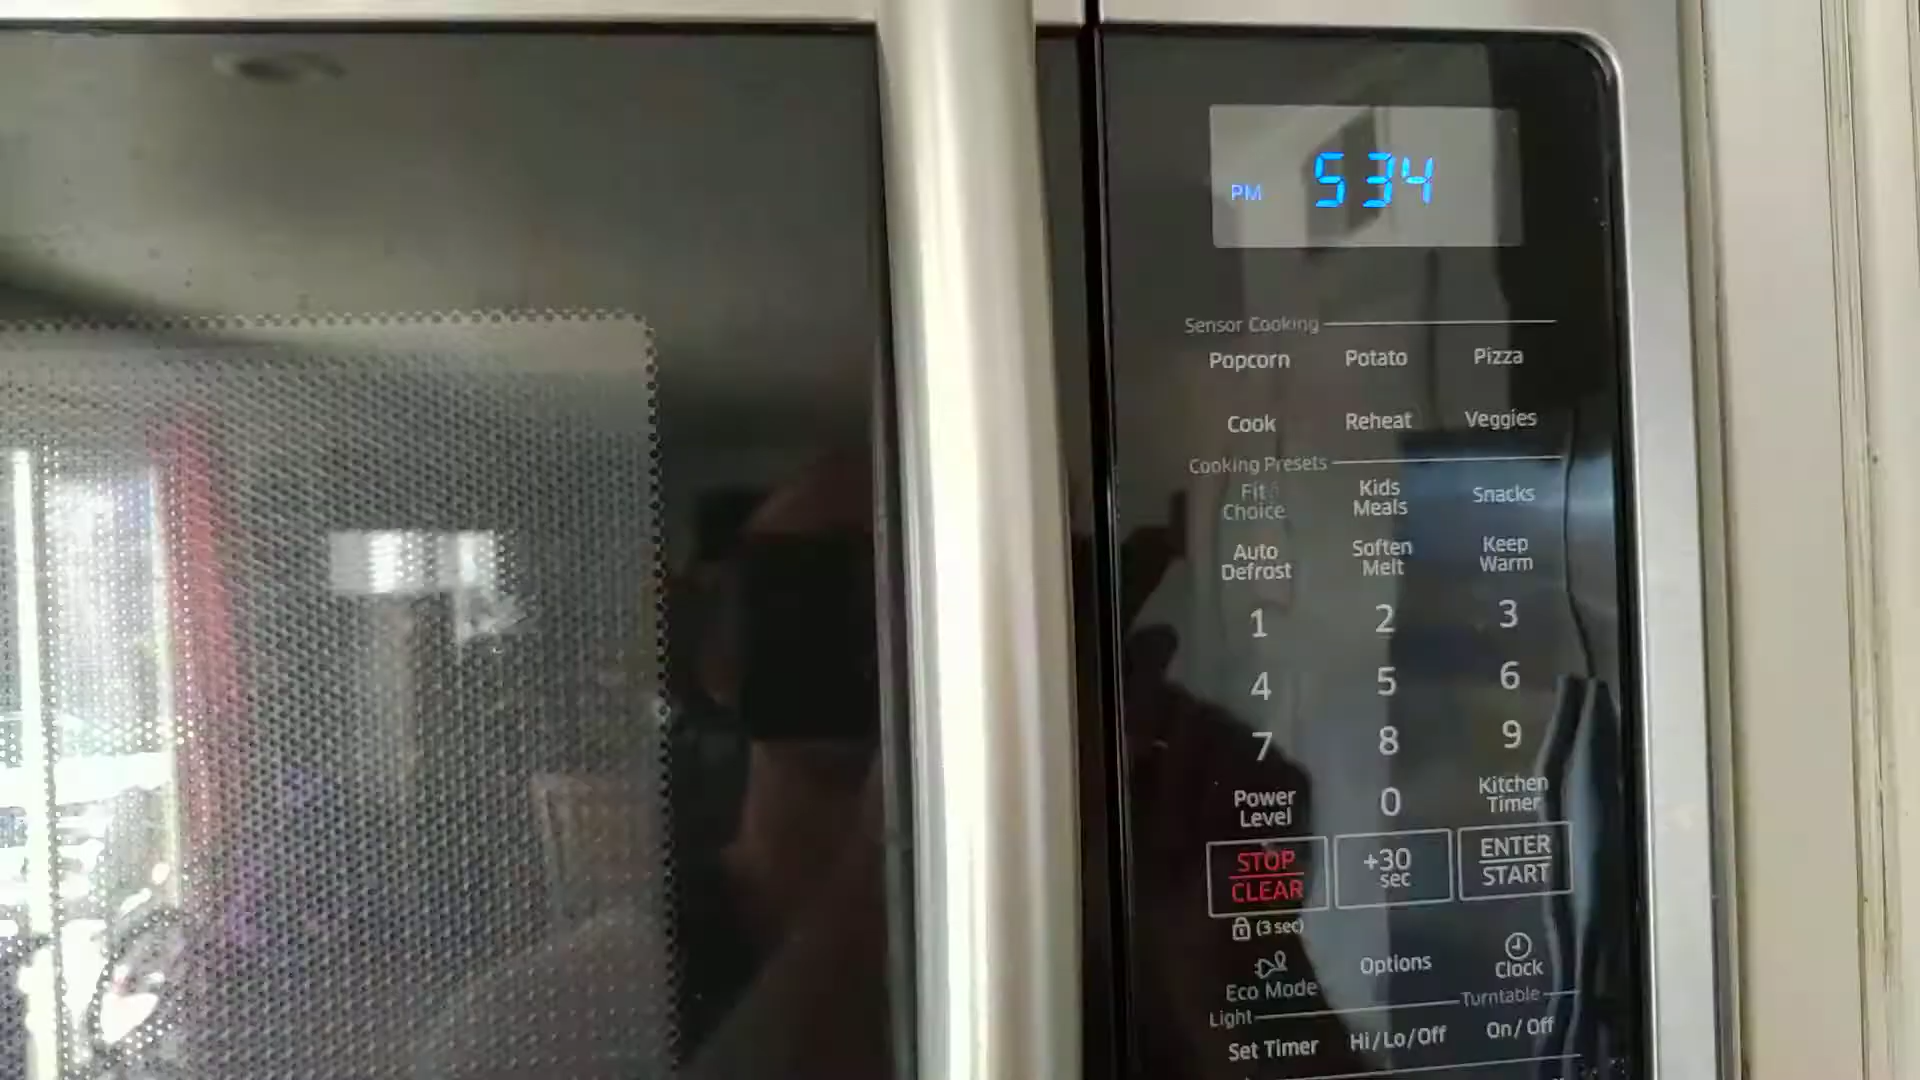 PM 5 34
Sensor Cooking
Popcorn Potato Pizza
Cook Reheat Veggies
Cooking Presets
Fit Choice
Kids Meals
Snacks
Auto Defrost
Soften Melt
Keep Warm
1 2 3
4 5 6
7 8 9
Power Level
0
Kitchen Timer
STOP CLEAR
+30 sec
ENTER START
(3 sec)
Eco Mode
Options
Clock
Light
Turntable
Set Timer
Hi/Lo/Off
On/Off